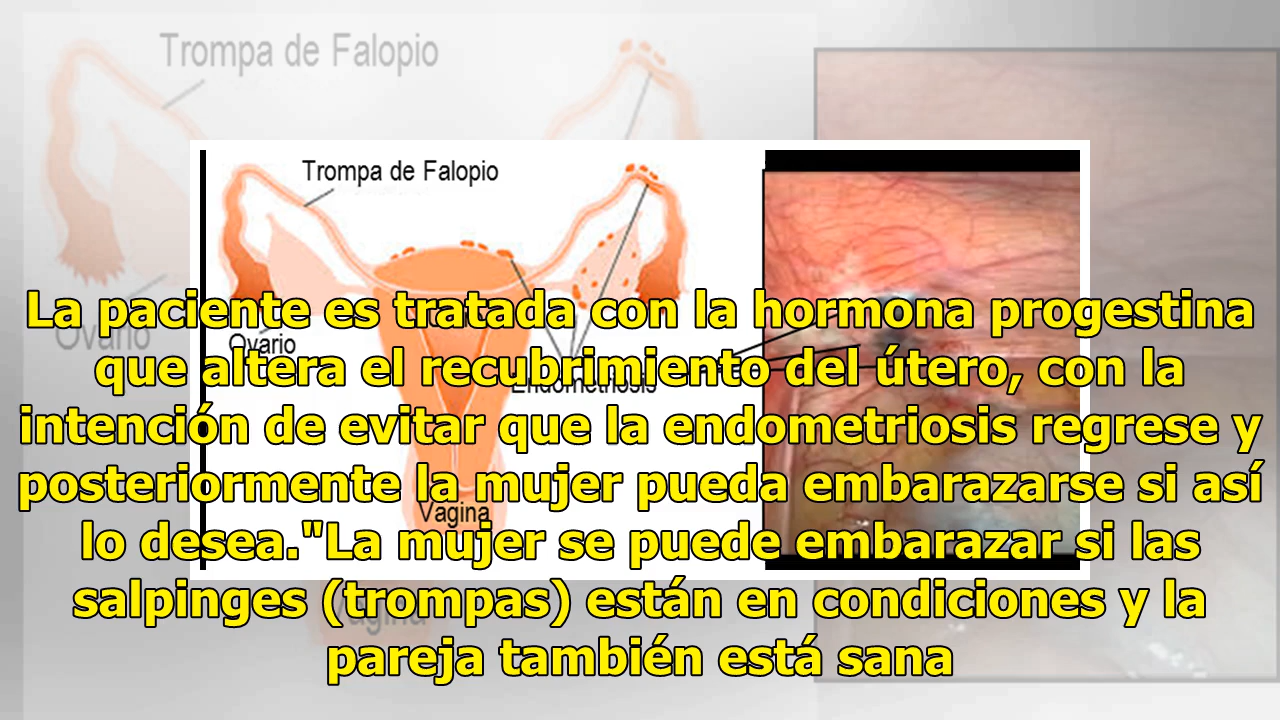 Trompa de Falopio
Trompa de Falopio
Ovario
Ovario
Endometriosis
Vagina
Vagina
La paciente es tratada con la hormona progestina
que altera el recubrimiento del útero, con la
intención de evitar que la endometriosis regrese y
posteriormente la mujer pueda embarazarse si así
lo desea."La mujer se puede embarazar si las
salpinges (trompas) están en condiciones y la
pareja también está sana